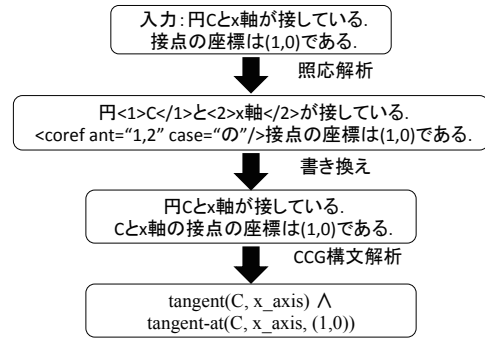 入力：円Cとx軸が接している.
接点の座標は(1,0)である.
照応解析
円<1>C</1>と<2>x軸</2>が接している.
<coref ant=“1,2” case=“の”/>接点の座標は(1,0)である.
書き換え
円Cとx軸が接している.
Cとx軸の接点の座標は(1,0)である.
CCG構文解析
tangent(C, x_axis) ∧
tangent-at(C, x_axis, (1,0))